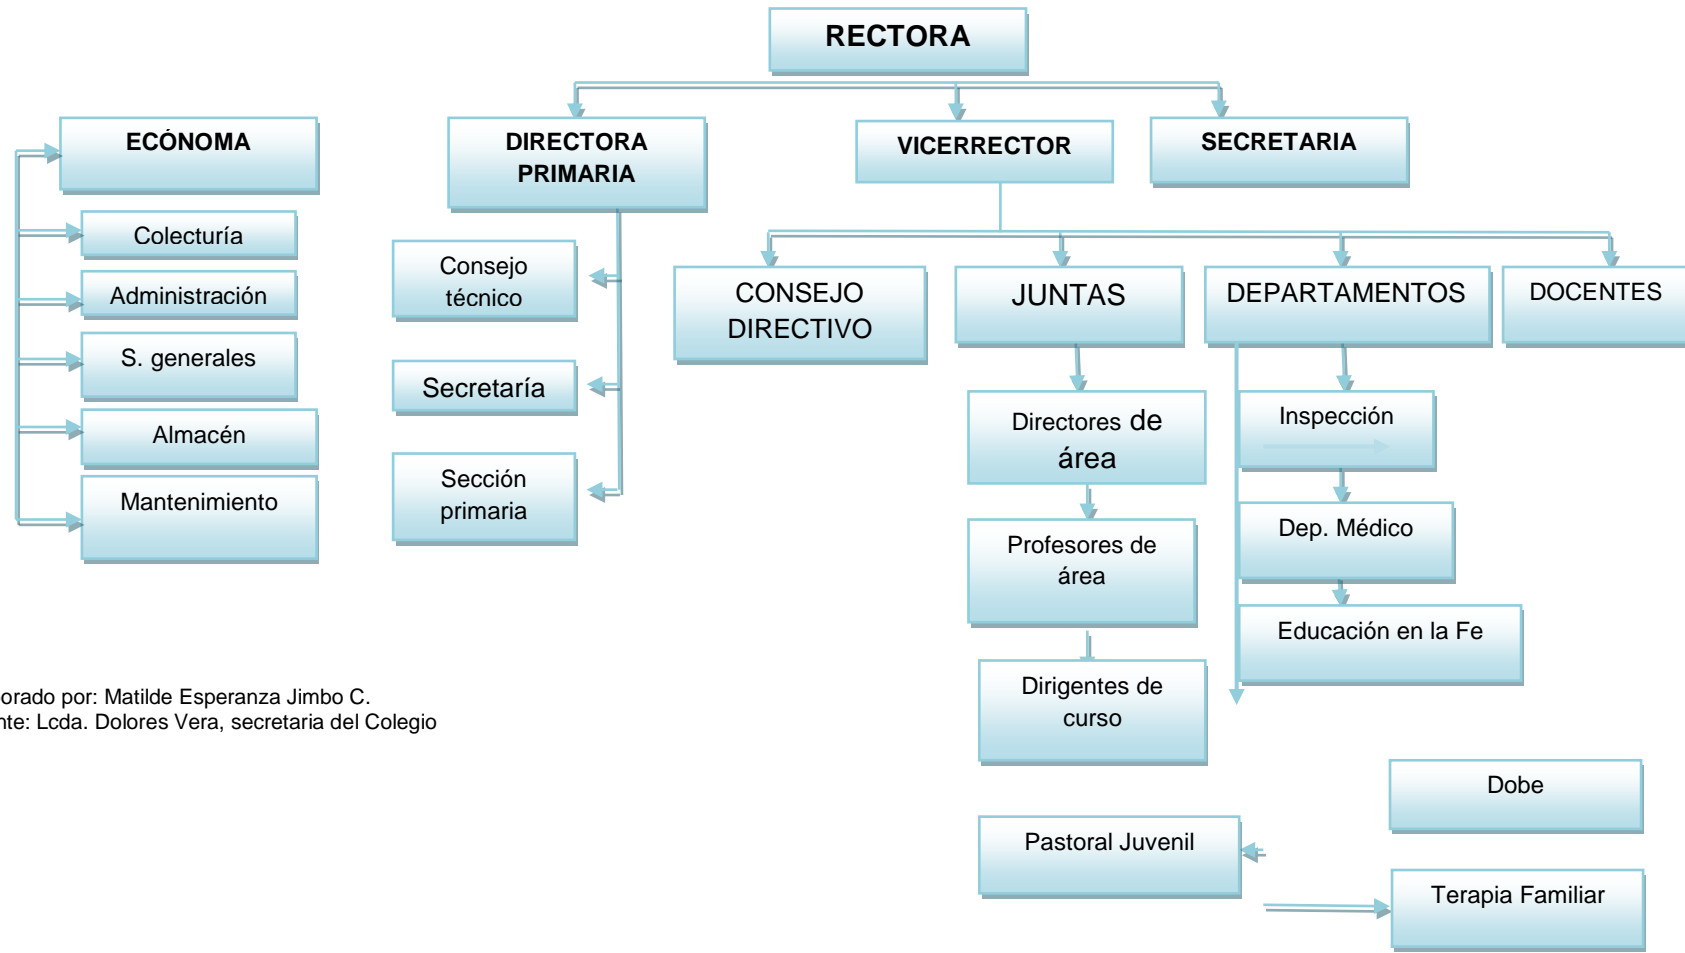 RECTORA
ECÓNOMA
DIRECTORA
PRIMARIA
VICERRECTOR
SECRETARIA
Colecturía
Administración
S. generales
Almacén
Mantenimiento
Consejo
técnico
Secretaría
Sección
primaria
CONSEJO
DIRECTIVO
JUNTAS
DEPARTAMENTOS
DOCENTES
Directores de
área
Profesores de
área
Dirigentes de
curso
Inspección
Dep. Médico
Educación en la Fe
Dobe
Pastoral Juvenil
Terapia Familiar
orado por: Matilde Esperanza Jimbo C.
nte: Lcda. Dolores Vera, secretaria del Colegio